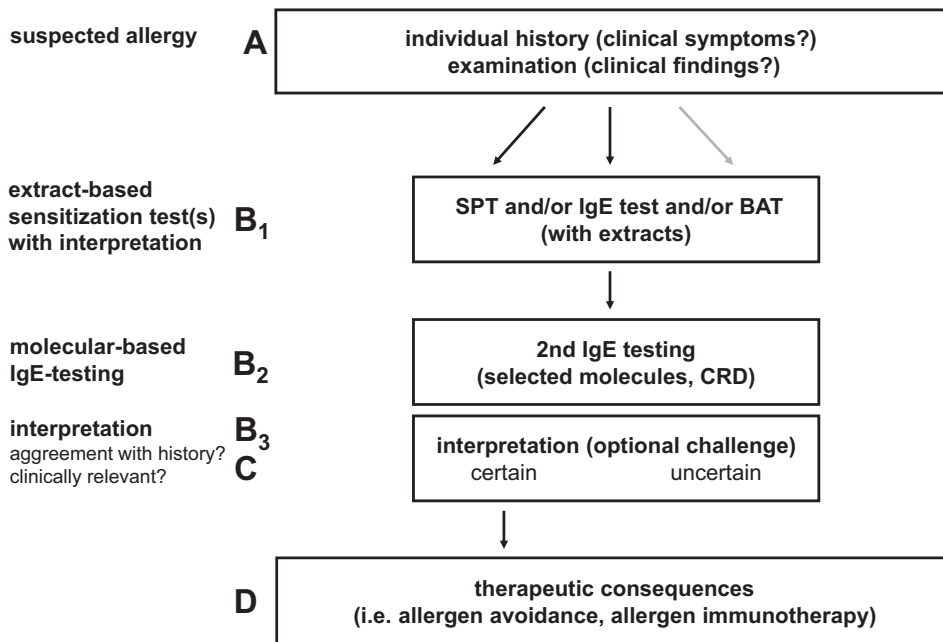 suspected allergy
A
individual history (clinical symptoms?)
examination (clinical findings?)
extract-based
sensitization test(s)
with interpretation
B1
SPT and/or IgE test and/or BAT
(with extracts)
molecular-based
IgE-testing
B2
2nd IgE testing
(selected molecules, CRD)
interpretation
aggreement with history?
clinically relevant?
B3
C
interpretation (optional challenge)
certain uncertain
D
therapeutic consequences
(i.e. allergen avoidance, allergen immunotherapy)